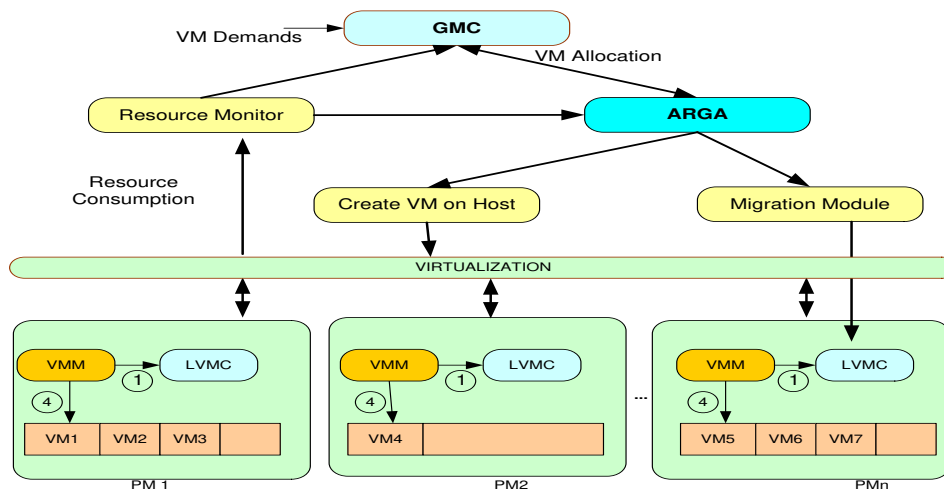 GMC
VM Demands
VM Allocation
Resource Monitor
ARGA
Resource
Consumption
Create VM on Host
Migration Module
VIRTUALIZATION
VMM
1
LVMC
4
VM1 VM2 VM3
PM 1
VMM
1
LVMC
4
VM4
PM2
...
VMM
1
LVMC
4
VM5 VM6 VM7
PMn